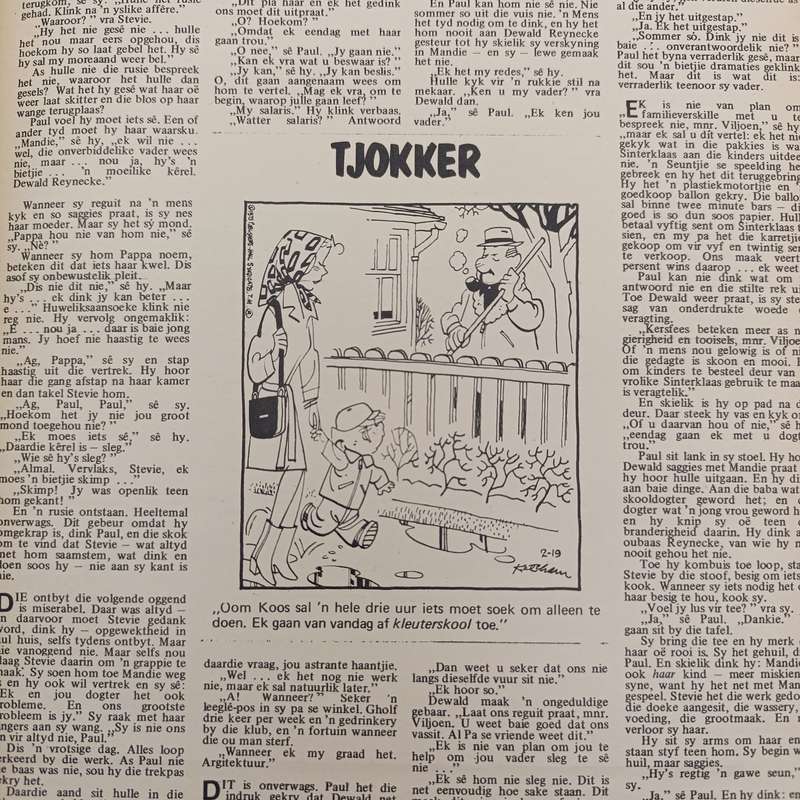 terugkom, sê sy. „Hulle het rusie
gehad. Klink na 'n yslike affêre."
„Waaroor?" vra Stevie.
„Hy het nie gesê nie ... hulle
het nou maar eers opgehou, dis
hoekom hy so laat gebel het. Hy sê
hy sal my môreaand weer bel."
As hulle nie die rusie bespreek
het nie, waaroor het hulle dan
gesels? Wat het hy gesê wat haar oë
weer laat skitter en die blos op haar
wange terugplaas?
Paul voel hy moet iets sê. Een of
ander tyd moet hy haar waarsku.
„Mandie," sê hy, „ek wil nie ...
wel, die onverbiddelike vader wees
nie, maar ... nou ja, hy's 'n
bietjie ... 'n moeilike kêrel.
Dewald Reynecke."
Wanneer sy reguit na 'n mens
kyk en so saggies praat, is sy nes
haar moeder. Maar sy het sý mond.
„Pappa hou nie van hom nie," sê
sy. „Nè?"
Wanneer sy hom Pappa noem,
beteken dit dat iets haar kwel. Dis
asof sy onbewustelik pleit.
„Dis nie dit nie," sê hy. „Maar
hy's ... ek dink jy kan beter ...
e ... " Huweliksaansoeke klink nie
reg nie. Hy vervolg ongemaklik:
„E ... nou ja ... daar is baie jong
mans. Jy hoef nie haastig te wees
nie."
„Ag, Pappa," sê sy en stap
haastig uit die vertrek. Hy hoor
haar die gang afstap na haar kamer
en dan takel Stevie hom.
„Ag, Paul, Paul," sê sy.
„Hoekom het jy nie jou groot
mond toegehou nie?"
„Ek moes iets sê," sê hy.
„Daardie kêrel is — sleg."
„Wie sê hy's sleg?"
„Almal. Vervlaks, Stevie, ek
moes 'n bietjie skimp ..."
„Skimp! Jy was openlik teen
hom gekant!"
En 'n rusie ontstaan. Heeltemal
onverwags. Dit gebeur omdat hy
omgekrap is, dink Paul, en die skok
om te vind dat Stevie — wat altyd
met hom saamstem, wat dink en
doen soos hy — nie aan sy kant is
nie.
DIE ontbyt die volgende oggend
is miserabel. Daar was altyd —
daarvoor moet Stevie gedank
word, dink hy — opgewektheid in
hul huis, selfs tydens ontbyt. Maar
nie vanoggend nie. Maar selfs nou
slaag Stevie daarin om 'n grappie te
maak. Sy soen hom toe Mandie weg
is en hy ook wil vertrek en sy sê:
„Ek en jou dogter het ook
probleme. En ons grootste
probleem is jy." Sy raak met haar
vingers aan sy wang. „Sy is nie ons
s'n vir altyd nie, Paul."
Dis 'n vrotsige dag. Alles loop
verkeerd by die werk. As Paul nie
die baas was nie, sou hy die trekpas
gekry het.
Daardie aand sit hulle in die
„Dit pla haar en ek het gedink
ons moet dit uitpraat."
„O? Hoekom?"
„Omdat ek eendag met haar
gaan trou."
„O nee," sê Paul. „Jy gaan nie."
„Kan ek vra wat u beswaar is?"
„Jy kan," sê hy. „Jy kan beslis."
O, dit gaan aangenaam wees om
hom te vertel. „Mag ek vra, om te
begin, waarop julle gaan leef?"
„My salaris." Hy klink verbaas.
„Watter salaris?" Antwoord
En Paul kan hom nie sê nie. Nie
sommer so uit die vuis nie. 'n Mens
het tyd nodig om te dink, en hy het
hom nooit aan Dewald Reynecke
gesteur tot hy skielik sy verskyning
in Mandie — en sy — lewe gemaak
het nie.
„Ek het my redes," sê hy.
Hulle kyk vir 'n rukkie stil na
mekaar. „Ken u my vader?" vra
Dewald dan.
„Ja," sê Paul. „Ek ken jou
vader."
TJOKKER
2-19
Ketcham
„Oom Koos sal 'n hele drie uur iets moet soek om alleen te
doen. Ek gaan van vandag af kleuterskool toe."
daardie vraag, jou astrante haantjie.
„Wel ... ek het nog nie werk
nie, maar ek sal natuurlik later."
„A! Wanneer?" Seker 'n
leeglê-pos in sy pa se winkel. Gholf
drie keer per week en 'n gedrinkery
by die klub, en 'n fortuin wanneer
die ou man sterf.
„Wanneer ek my graad het.
Argitektuur."
DIT is onverwags. Paul het die
indruk gekry dat Dewald net
„Dan weet u seker dat ons nie
langs dieselfde vuur sit nie."
„Ek hoor so."
Dewald maak 'n ongeduldige
gebaar. „Laat ons reguit praat, mnr.
Viljoen. U weet baie goed dat ons
vassit. Al Pa se vriende weet dit."
„Ek is nie van plan om jou te
help om jou vader sleg te sê
nie ..."
„Ek sê hom nie sleg nie. Dit is
net eenvoudig hoe sake staan. Dit
al die ander."
„En jy het uitgestap."
„Ja. Ek het uitgestap."
„Sommer so. Dink jy nie dit is
baie ... onverantwoordelik nie?"
Paul het byna verraderlik gesê, maar
dit sou 'n bietjie dramaties geklink
het. Maar dit is wat dit is:
verraderlik teenoor sy vader.
„EK is nie van plan om
familieverskille met u te
bespreek nie, mnr. Viljoen," sê hy,
„maar ek sal u dit vertel: ek het nie
gekyk wat in die pakkies is wat
Sinterklaas aan die kinders uitdeel
nie. 'n Seuntjie se speelding het
gebreek en hy het dit teruggebring.
Hy het 'n plastiekmotortjie en 'n
goedkoop ballon gekry. Die ballon
sal binne twee minute bars — die
goed is so dun soos papier. Hulle
betaal vyftig sent om Sinterklaas te
sien, en my pa het die karretjies
gekoop om vir vyf en twintig sent
te verkoop. Ons maak veertig
persent wins daarop ... ek weet."
Paul kan nie dink wat om te
antwoord nie en die stilte rek uit.
Toe Dewald weer praat, is sy stem
sag van onderdrukte woede en
veragting.
„Kersfees beteken meer as net
gierigheid en tooisels, mnr. Viljoen.
Of 'n mens nou gelowig is of nie,
die gedagte is skoon en mooi. En
om kinders te besteel deur van 'n
vrolike Sinterklaas gebruik te maak,
is veragtelik."
En skielik is hy op pad na die
deur. Daar steek hy vas en kyk om.
„Of u daarvan hou of nie," sê hy,
„eendag gaan ek met u dogter
trou."
Paul sit lank in sy stoel. Hy hoor
Dewald saggies met Mandie praat en
hy hoor hulle uitgaan. En hy dink
aan baie dinge. Aan die baba wat 'n
skooldogter geword het; en die
dogter wat 'n jong vrou geword het,
en hy knip sy oë teen die
branderigheid daarin. Hy dink aan
oubaas Reynecke, van wie hy nog
nooit gehou het nie.
Toe hy kombuis toe loop, staan
Stevie by die stoof, besig om iets te
kook. Wanneer sy iets nodig het om
haar besig te hou, kook sy.
„Voel jy lus vir tee?" vra sy.
„Ja," sê Paul. „Dankie." Hy
gaan sit by die tafel.
Sy bring die tee en hy merk dat
haar oë rooi is. Sy het gehuil, dink
Paul. En skielik dink hy: Mandie is
ook haar kind — meer miskien as
syne, want hy het net met Mandie
gespeel. Stevie het die werk gedoen:
die doeke aangesit, die wassery, die
voeding, die grootmaak. En nou
verloor sy haar.
Hy sit sy arms om haar en sy
staan styf teen hom. Sy begin weer
huil, maar saggies.
„Hy's regtig 'n gawe seun," sê
sy.
„Ja," sê Paul. En hy dink: en